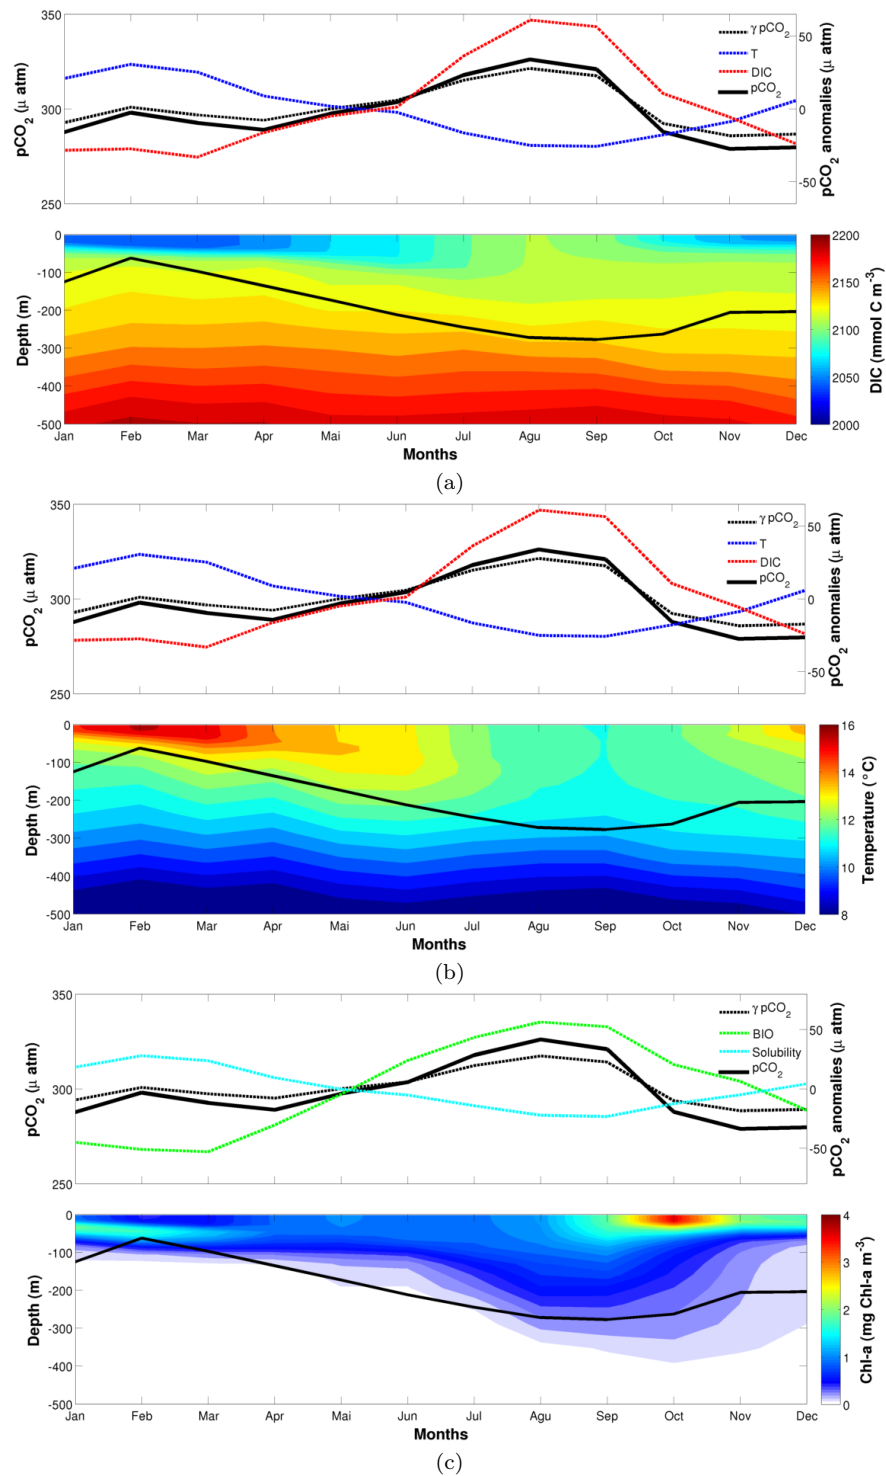 350
300
250
pCO2 (μ atm)
γ pCO2
T
DIC
pCO2
50
0
-50
pCO2 anomalies (μ atm)
0
-100
-200
-300
-400
-500
Depth (m)
Jan Feb Mar Apr Mai Jun Jul Agu Sep Oct Nov Dec
Months
2200
2150
2100
2050
2000
DIC (mmol C m-3)
(a)
350
300
250
pCO2 (μ atm)
γ pCO2
T
DIC
pCO2
50
0
-50
pCO2 anomalies (μ atm)
0
-100
-200
-300
-400
-500
Depth (m)
Jan Feb Mar Apr Mai Jun Jul Agu Sep Oct Nov Dec
Months
16
14
12
10
8
Temperature (°C)
(b)
350
300
250
pCO2 (μ atm)
γ pCO2
BIO
Solubility
pCO2
50
0
-50
pCO2 anomalies (μ atm)
0
-100
-200
-300
-400
-500
Depth (m)
Jan Feb Mar Apr Mai Jun Jul Agu Sep Oct Nov Dec
Months
4
3
2
1
0
Chl-a (mg Chl-a m-3)
(c)